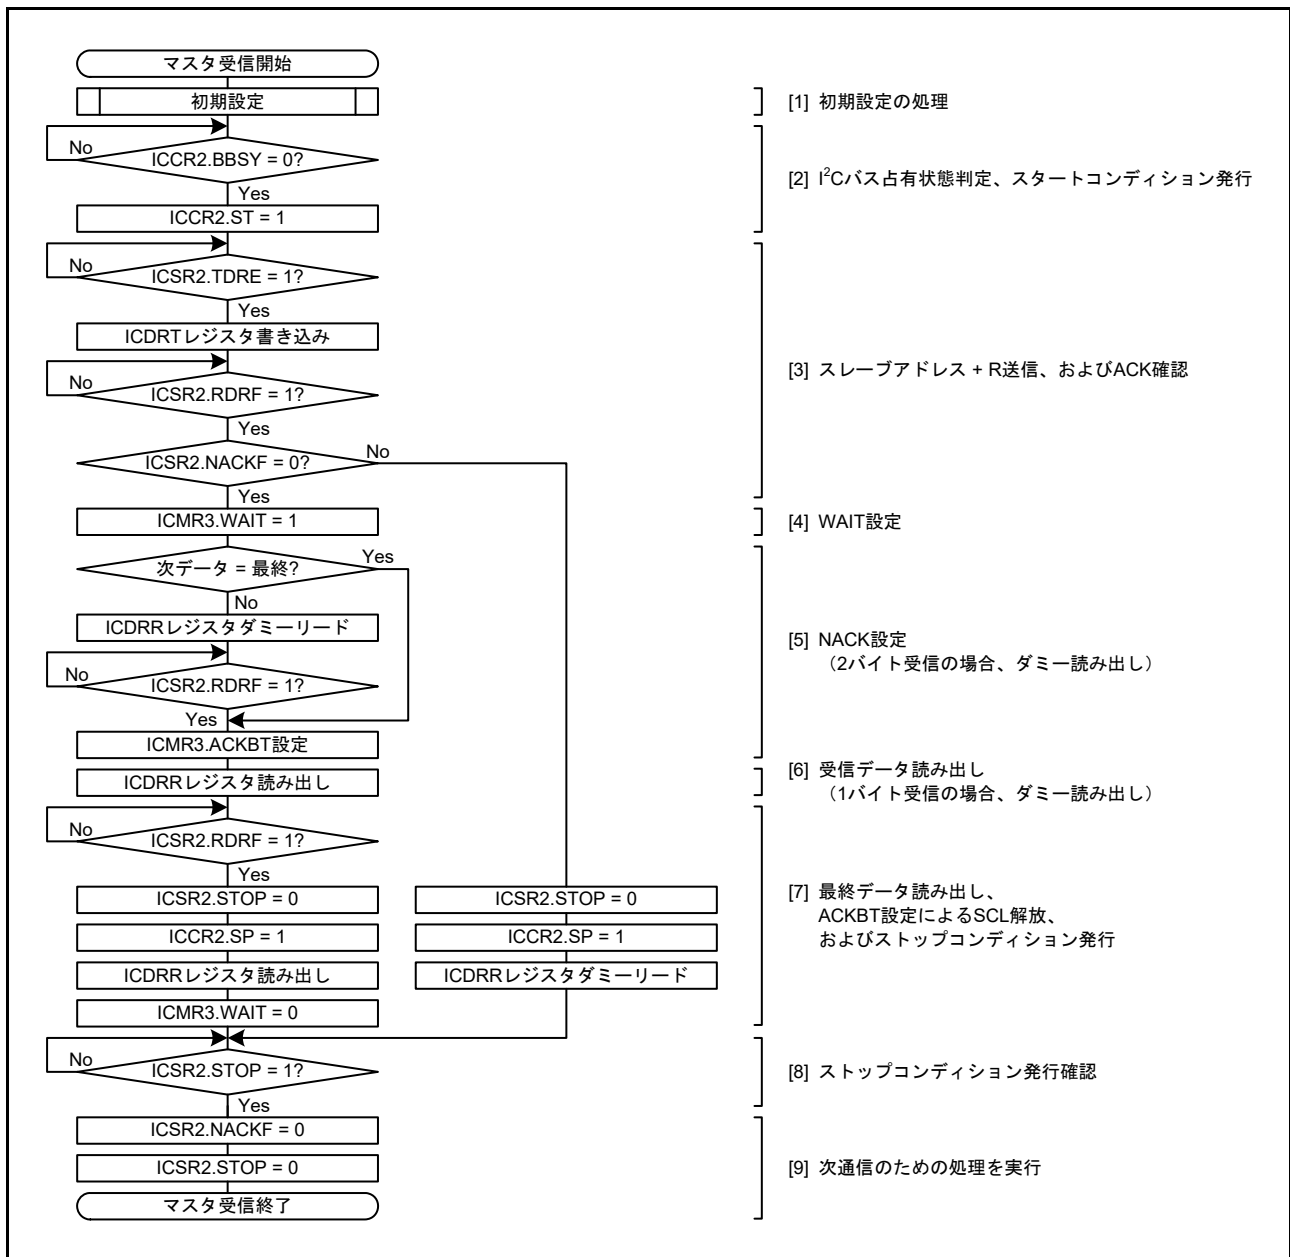 マスタ受信開始
初期設定
[1] 初期設定の処理
No
ICCR2.BBSY = 0?
Yes
[2] I²Cバス占有状態判定、スタートコンディション発行
ICCR2.ST = 1
No
ICSR2.TDRE = 1?
Yes
ICDRTレジスタ書き込み
[3] スレーブアドレス + R送信、およびACK確認
No
ICSR2.RDRF = 1?
Yes
ICSR2.NACKF = 0?
No
Yes
ICMR3.WAIT = 1
[4] WAIT設定
次データ = 最終?
Yes
No
ICDRRレジスタダミーリード
[5] NACK設定
（2バイト受信の場合、ダミー読み出し）
No
ICSR2.RDRF = 1?
Yes
ICMR3.ACKBT設定
ICDRRレジスタ読み出し
[6] 受信データ読み出し
（1バイト受信の場合、ダミー読み出し）
No
ICSR2.RDRF = 1?
Yes
ICSR2.STOP = 0
ICCR2.SP = 1
ICDRRレジスタ読み出し
ICMR3.WAIT = 0
ICSR2.STOP = 0
ICCR2.SP = 1
ICDRRレジスタダミーリード
[7] 最終データ読み出し、
ACKBT設定によるSCL解放、
およびストップコンディション発行
No
ICSR2.STOP = 1?
Yes
[8] ストップコンディション発行確認
ICSR2.NACKF = 0
ICSR2.STOP = 0
[9] 次通信のための処理を実行
マスタ受信終了